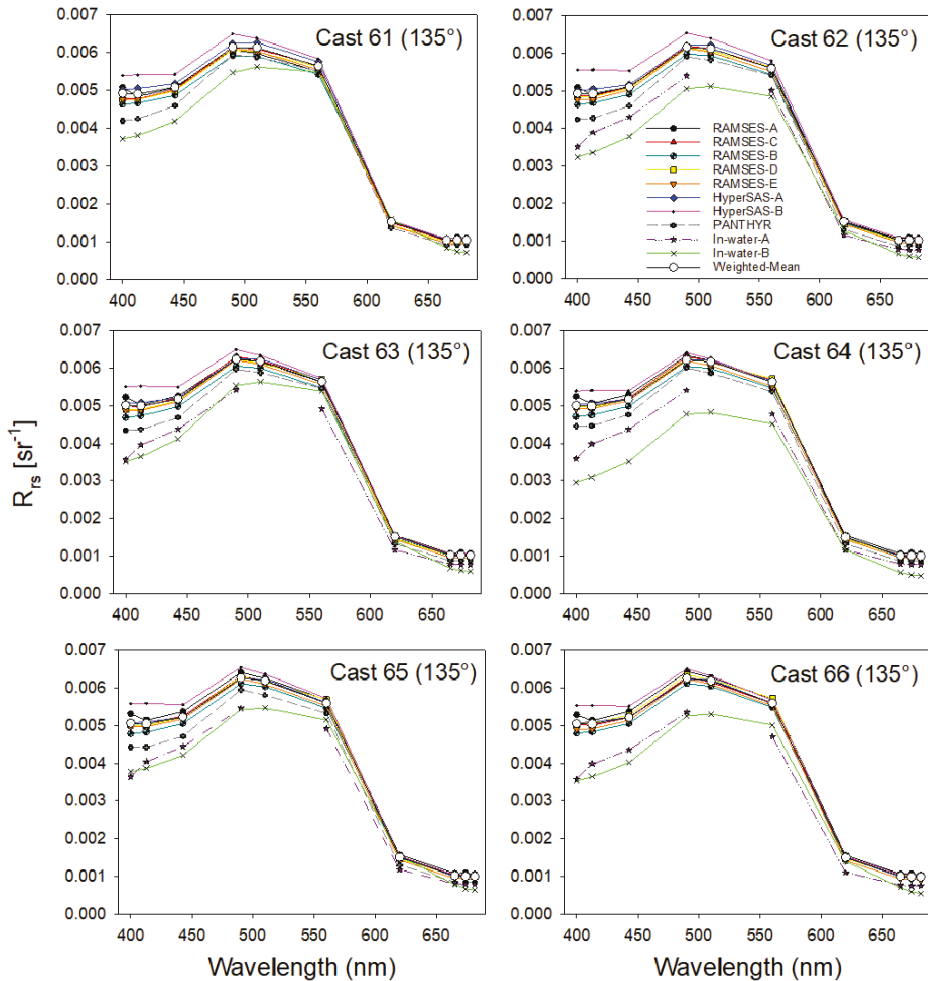 Cast 61 (135°)
0.007
0.006
0.005
0.004
0.003
0.002
0.001
0.000
400 450 500 550 600 650
Cast 62 (135°)
0.007
0.006
0.005
0.004
0.003
0.002
0.001
0.000
400 450 500 550 600 650
RAMSES-A
RAMSES-C
RAMSES-B
RAMSES-D
RAMSES-E
HyperSAS-A
HyperSAS-B
PANTHYR
In-water-A
In-water-B
Weighted-Mean
Cast 63 (135°)
0.007
0.006
0.005
0.004
0.003
0.002
0.001
0.000
400 450 500 550 600 650
Cast 64 (135°)
0.007
0.006
0.005
0.004
0.003
0.002
0.001
0.000
400 450 500 550 600 650
Rrs [sr-1]
Cast 65 (135°)
0.007
0.006
0.005
0.004
0.003
0.002
0.001
0.000
400 450 500 550 600 650
Wavelength (nm)
Cast 66 (135°)
0.007
0.006
0.005
0.004
0.003
0.002
0.001
0.000
400 450 500 550 600 650
Wavelength (nm)